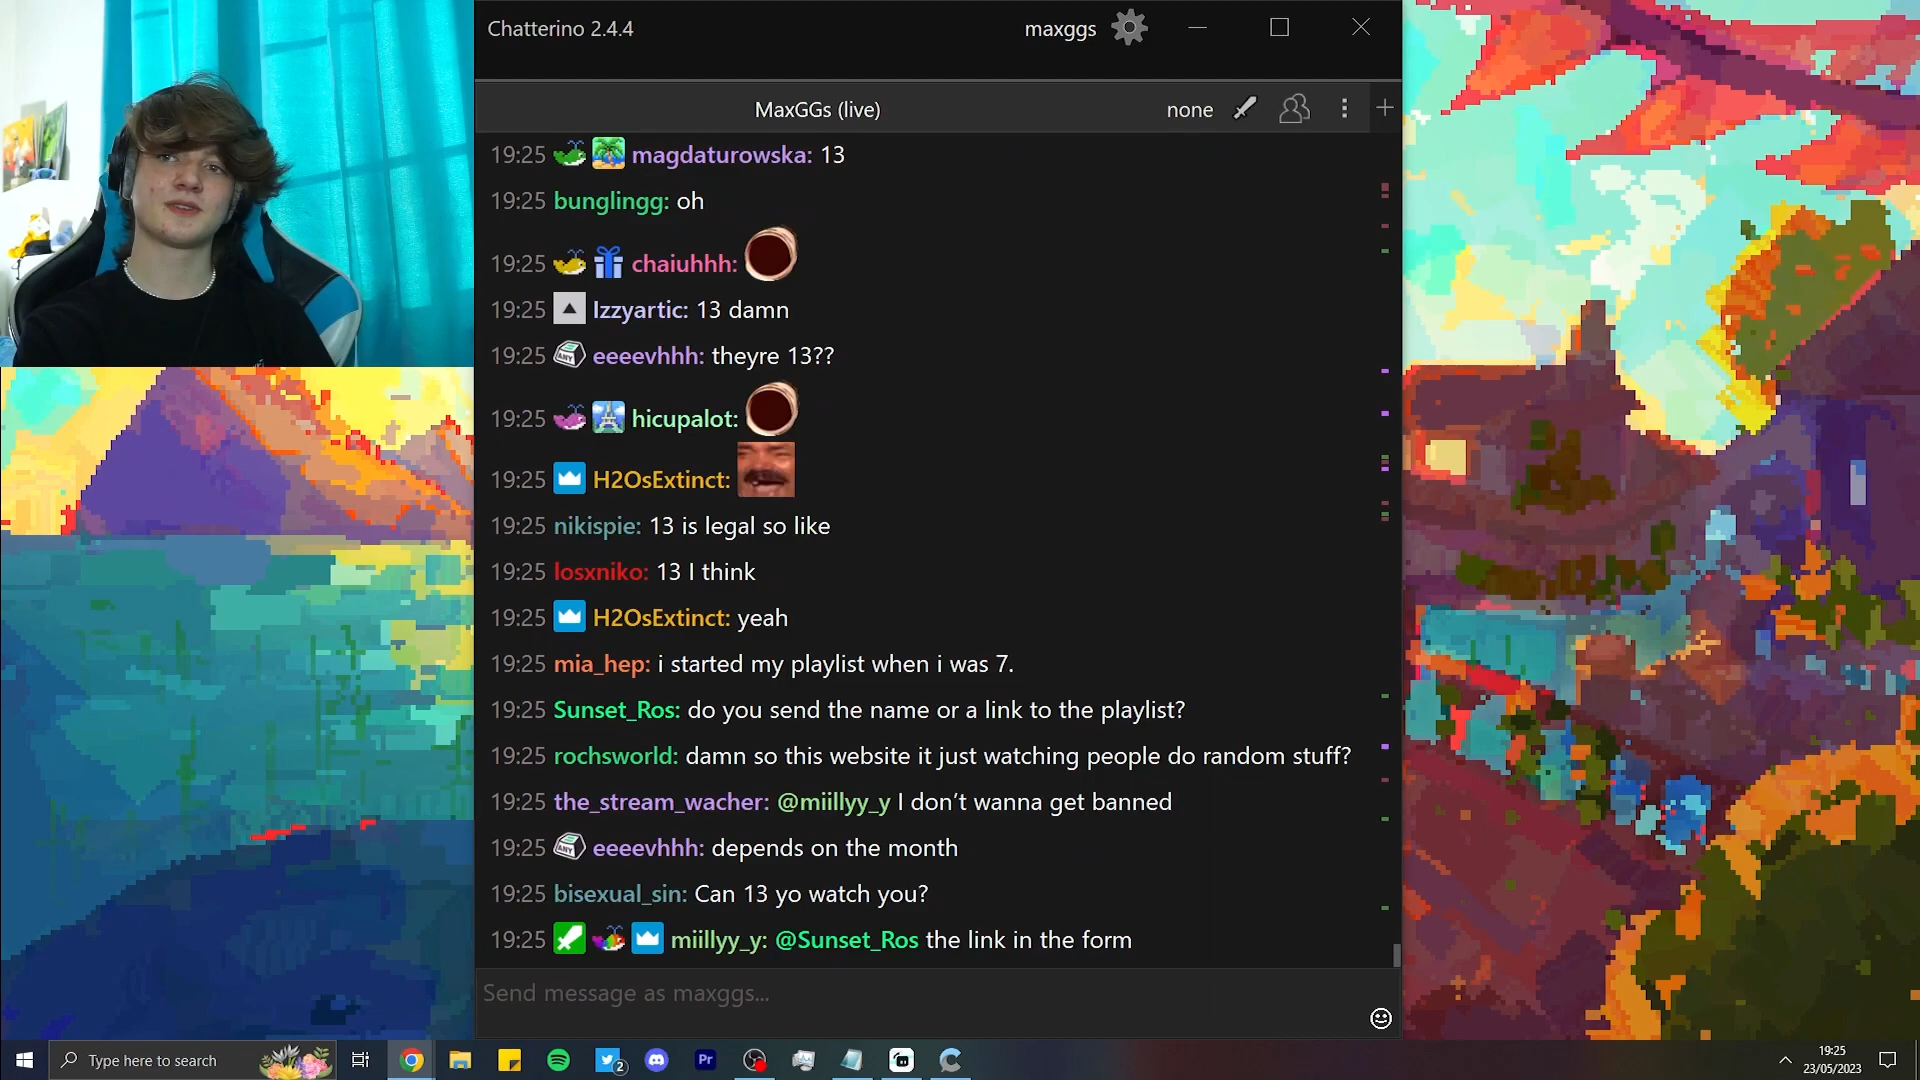 Chatterino 2.4.4
maxggs
MaxGGs (live)
none
19:25 magdaturowska: 13
19:25 bunglingg: oh
19:25 chaiuhhh:
19:25 Izzyartic: 13 damn
19:25 ANY eeeevhhh: theyre 13??
19:25 hicupalot:
19:25 H2OsExtinct:
19:25 nikispie: 13 is legal so like
19:25 losxniko: 13 I think
19:25 H2OsExtinct: yeah
19:25 mia_hep: i started my playlist when i was 7.
19:25 Sunset_Ros: do you send the name or a link to the playlist?
19:25 rochsworld: damn so this website it just watching people do random stuff?
19:25 the_stream_wacher: @miillyy_y I don’t wanna get banned
19:25 ANY eeeevhhh: depends on the month
19:25 bisexual_sin: Can 13 yo watch you?
19:25 miillyy_y: @Sunset_Ros the link in the form
Send message as maxggs...
Type here to search
2
Pr
19:25
23/05/2023